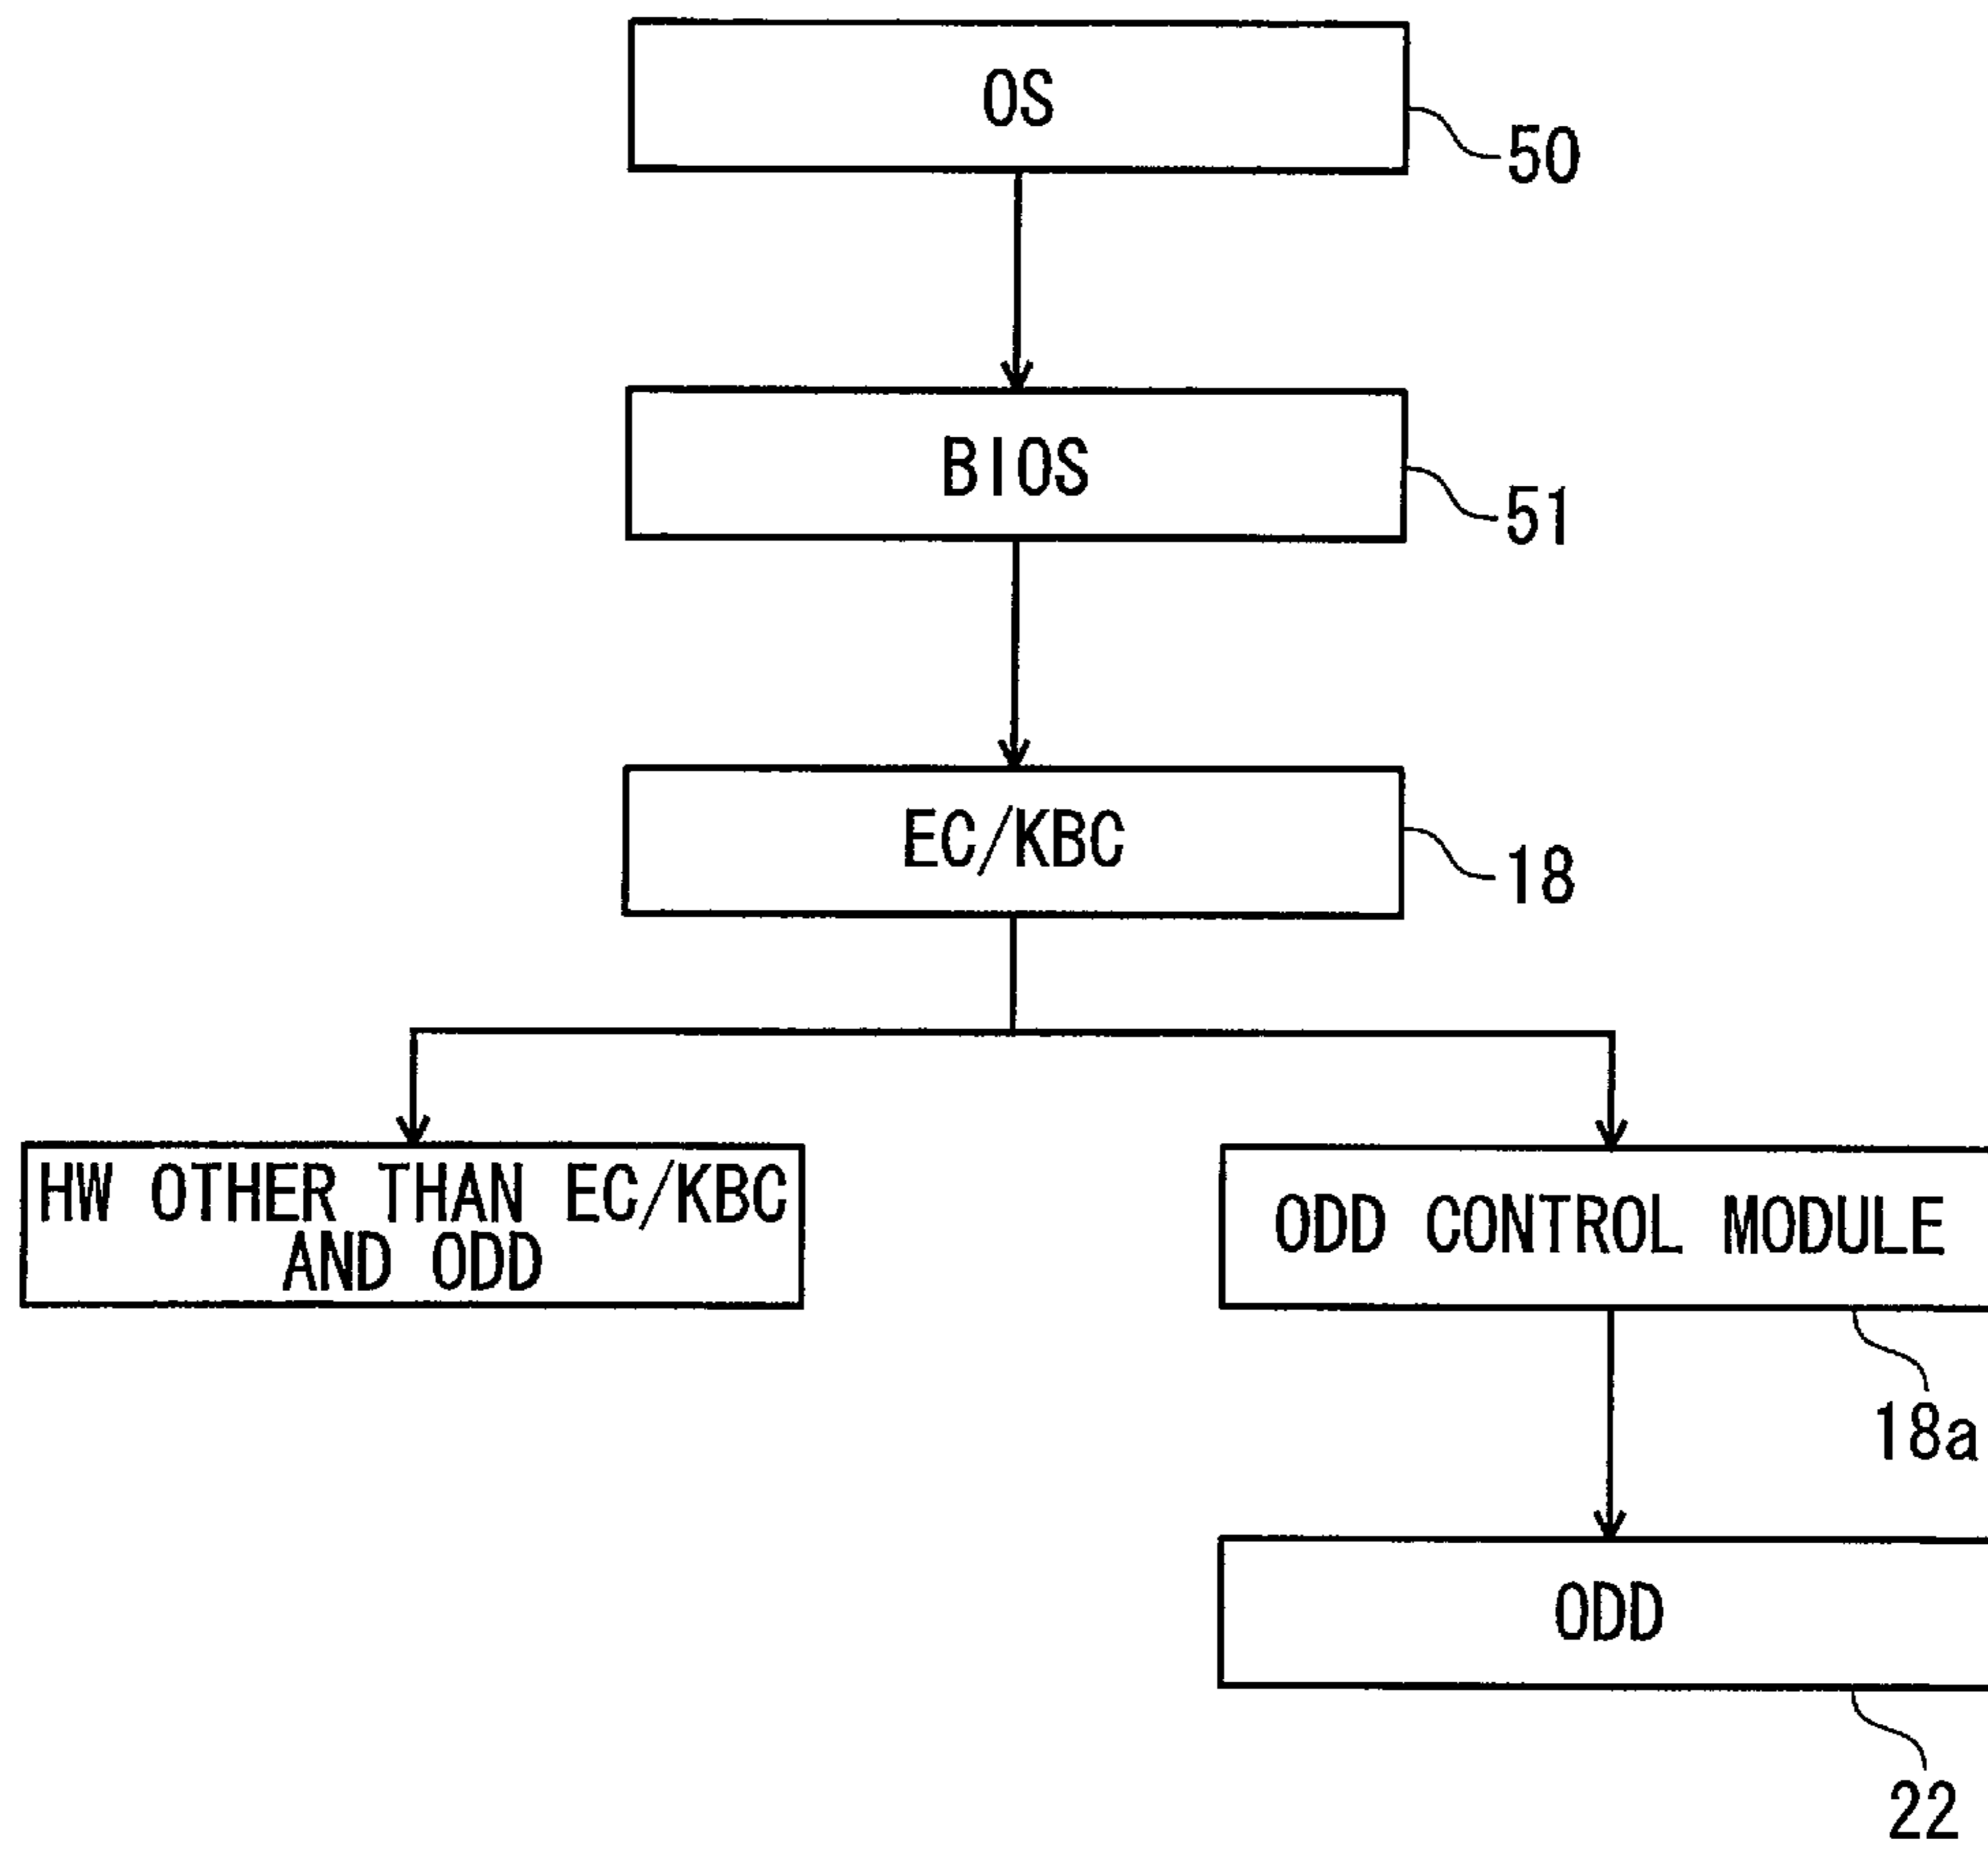 OS
50
BIOS
51
EC/KBC
18
HW OTHER THAN EC/KBC
AND ODD
ODD CONTROL MODULE
18a
ODD
22